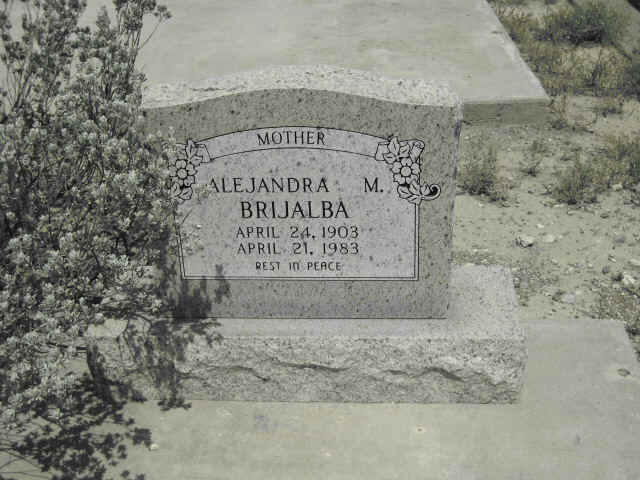 MOTHER
ALEJANDRA M.
BRIJALBA
APRIL 24, 1903
APRIL 21, 1983
REST IN PEACE